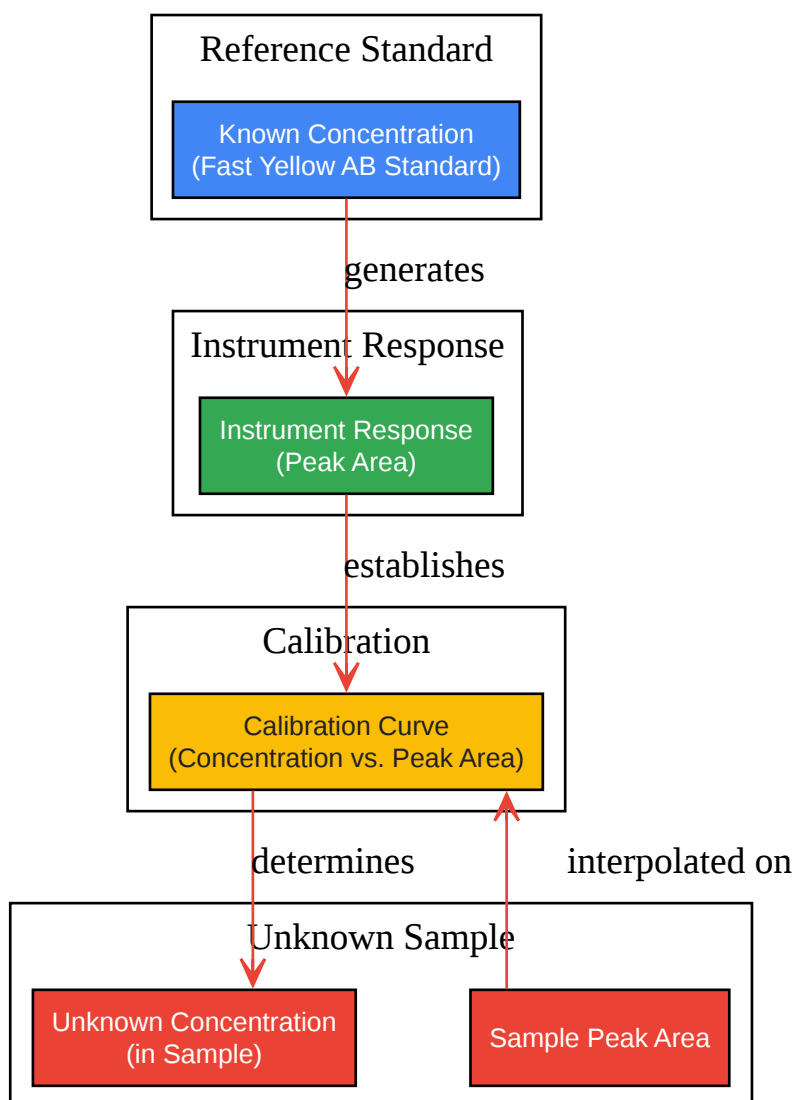 Reference Standard
Known Concentration
(Fast Yellow AB Standard)
generates
Instrument Response
Instrument Response
(Peak Area)
establishes
Calibration
Calibration Curve
(Concentration vs. Peak Area)
determines
interpolated on
Unknown Sample
Unknown Concentration
(in Sample)
Sample Peak Area